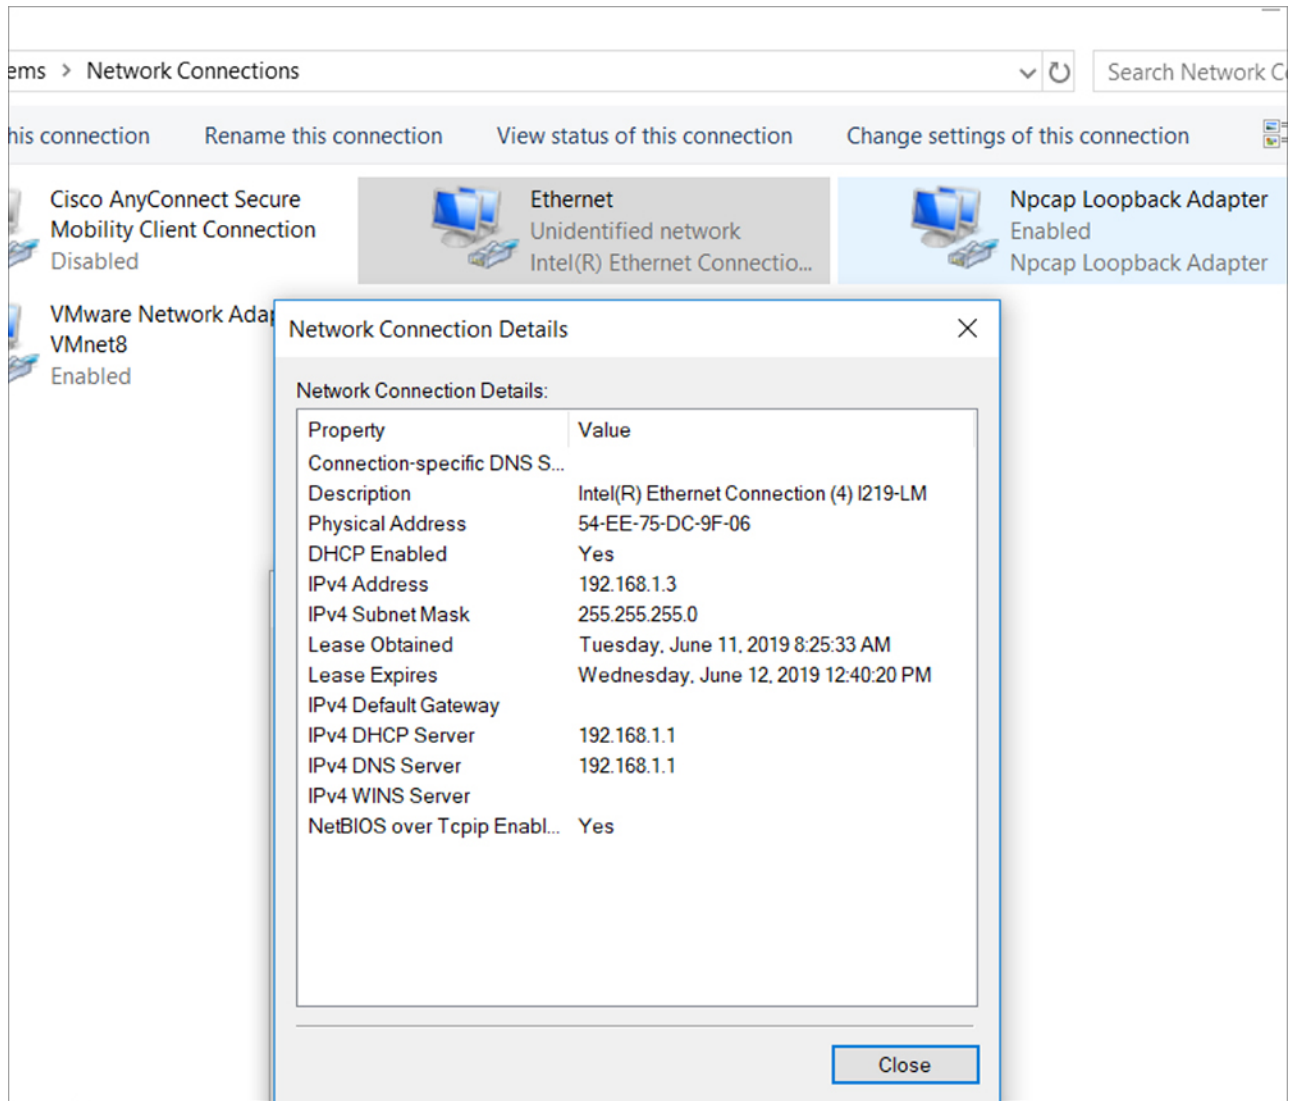 ems > Network Connections
Search Network C
his connection Rename this connection View status of this connection Change settings of this connection
Cisco AnyConnect Secure
Mobility Client Connection
Disabled
Ethernet
Unidentified network
Intel(R) Ethernet Connectio...
Npcap Loopback Adapter
Enabled
Npcap Loopback Adapter
VMware Network Adap
VMnet8
Enabled
Network Connection Details
Network Connection Details:
Property Value
Connection-specific DNS S...
Description Intel(R) Ethernet Connection (4) I219-LM
Physical Address 54-EE-75-DC-9F-06
DHCP Enabled Yes
IPv4 Address 192.168.1.3
IPv4 Subnet Mask 255.255.255.0
Lease Obtained Tuesday, June 11, 2019 8:25:33 AM
Lease Expires Wednesday, June 12, 2019 12:40:20 PM
IPv4 Default Gateway
IPv4 DHCP Server 192.168.1.1
IPv4 DNS Server 192.168.1.1
IPv4 WINS Server
NetBIOS over Tcpip Enabl... Yes
Close